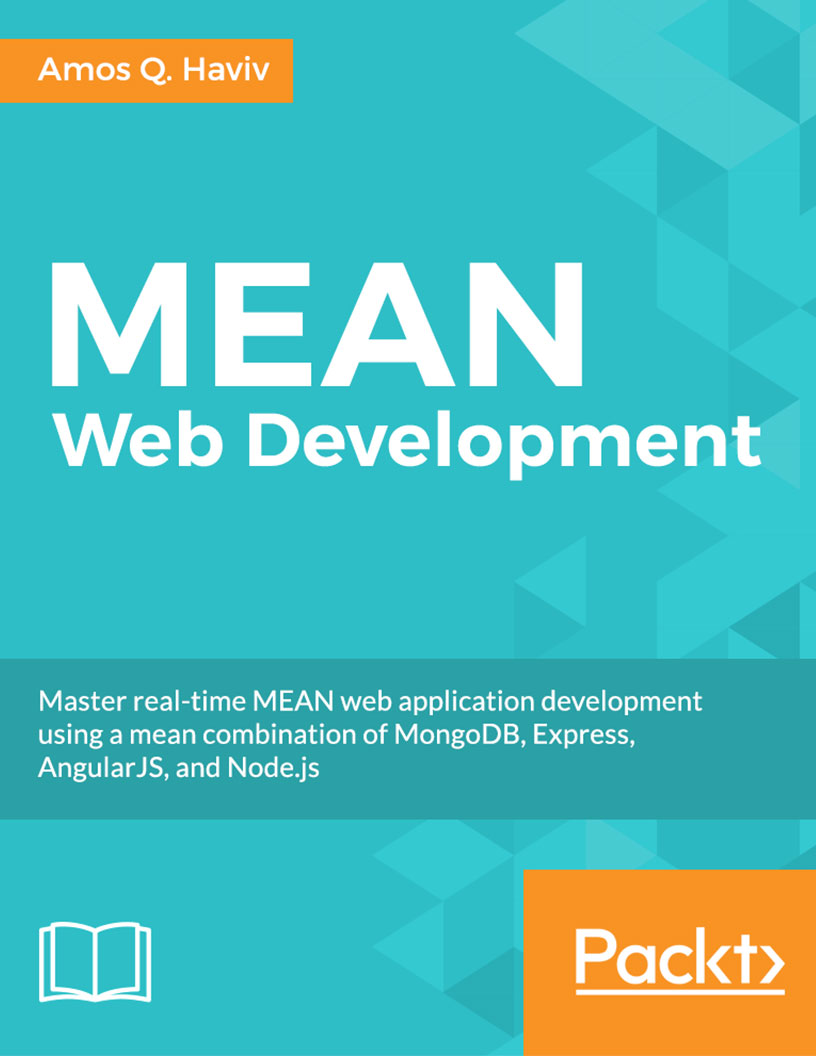 Amos Q. Haviv
MEAN
Web Development
Master real-time MEAN web application development
using a mean combination of MongoDB, Express,
AngularJS, and Node.js
Packt>